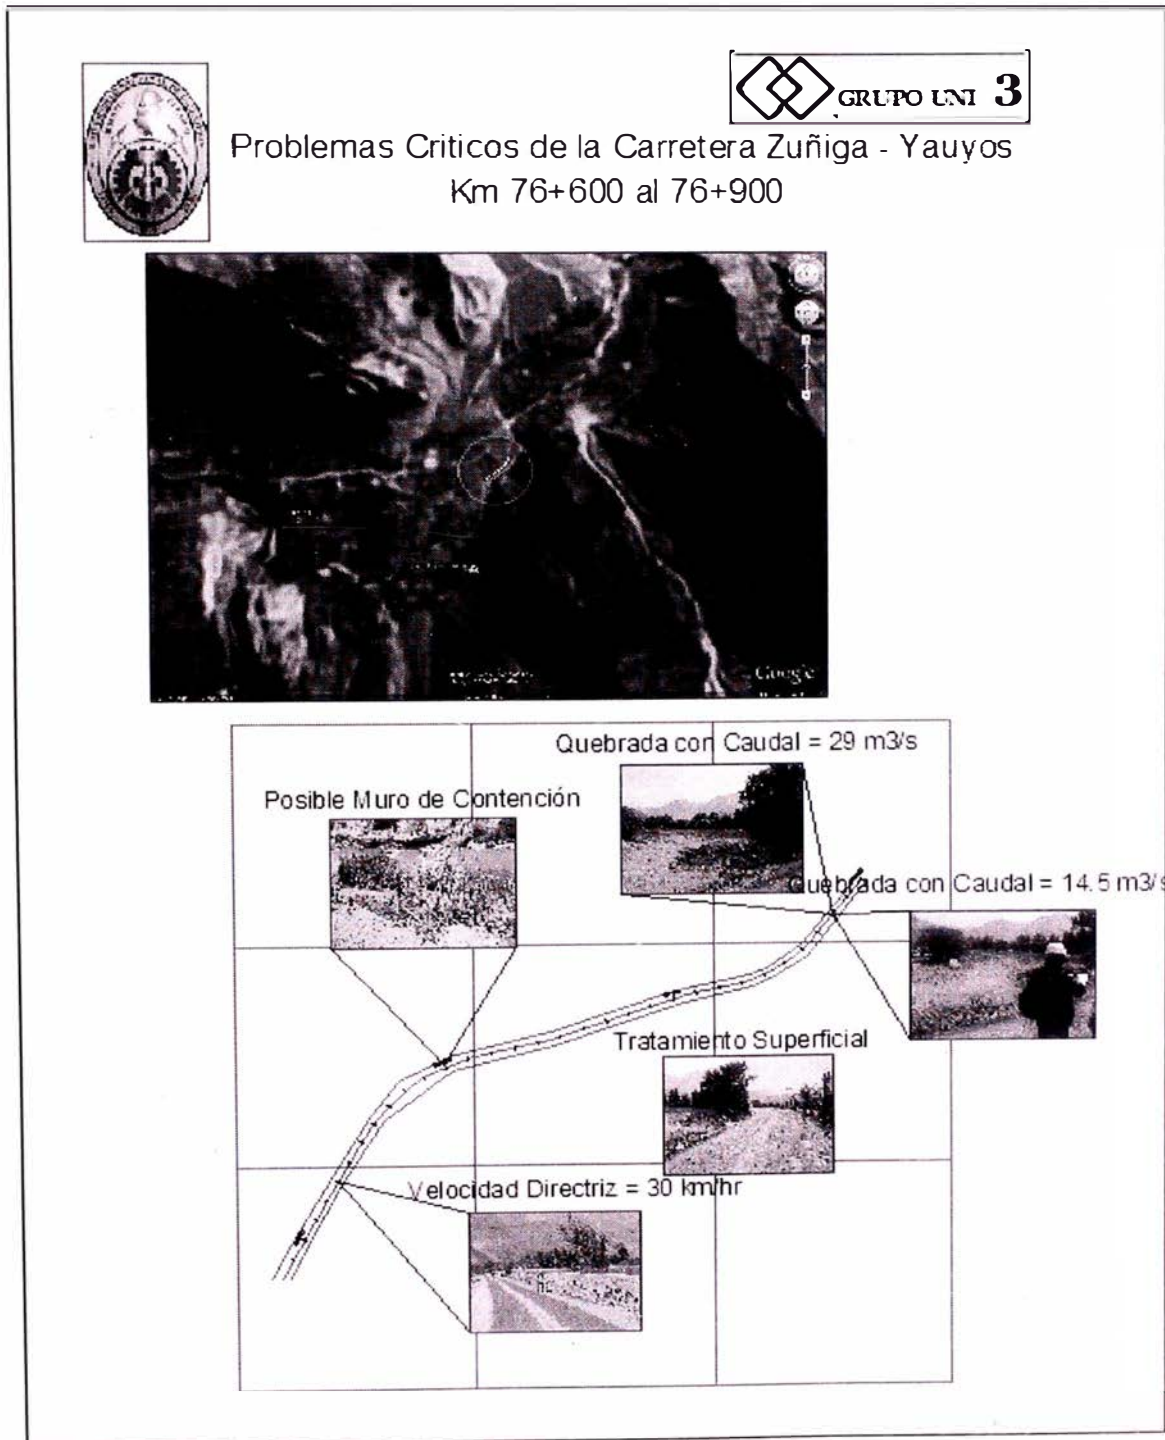 GRUPO UNI 3
Problemas Criticos de la Carretera Zuñiga - Yauyos
Km 76+600 al 76+900
Google
Quebrada con Caudal = 29 m3/s
Posible Muro de Contención
Quebrada con Caudal = 14.5 m3/s
Tratamiento Superficial
Velocidad Directriz = 30 km/hr